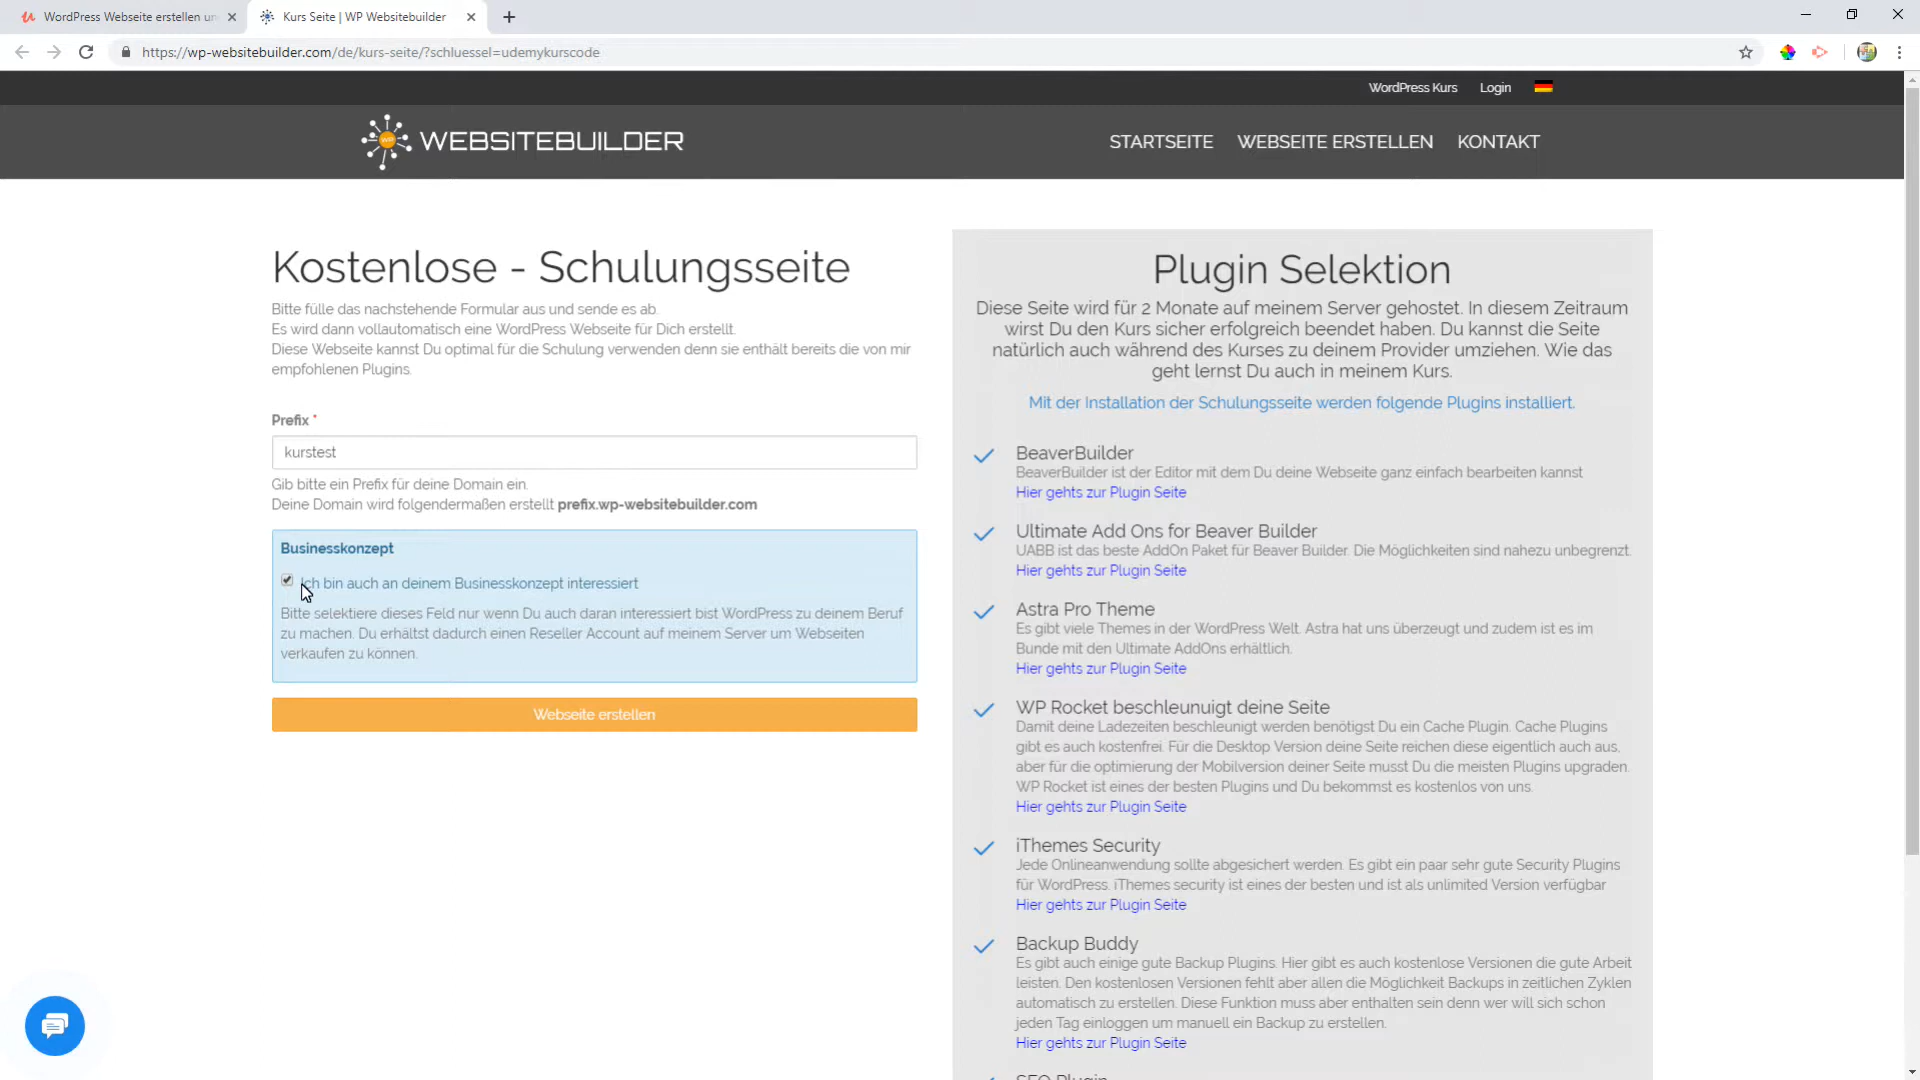 WordPress Webseite erstellen un
Kurs Seite | WP Websitebuilder
https://wp-websitebuilder.com/de/kurs-seite/?schluessel=udemykurscode
WordPress Kurs
Login
WP
WEBSITEBUILDER
STARTSEITE
WEBSEITE ERSTELLEN
KONTAKT
Kostenlose - Schulungsseite
Bitte fülle das nachstehende Formular aus und sende es ab.
Es wird dann vollautomatisch eine WordPress Webseite für Dich erstellt.
Diese Webseite kannst Du optimal für die Schulung verwenden denn sie enthält bereits die von mir
empfohlenen Plugins.
Prefix *
kurstest
Gib bitte ein Prefix für deine Domain ein.
Deine Domain wird folgendermaßen erstellt prefix.wp-websitebuilder.com
Businesskonzept
Ich bin auch an deinem Businesskonzept interessiert
Bitte selektiere dieses Feld nur wenn Du auch daran interessiert bist WordPress zu deinem Beruf
zu machen. Du erhältst dadurch einen Reseller Account auf meinem Server um Webseiten
verkaufen zu können.
Webseite erstellen
Plugin Selektion
Diese Seite wird für 2 Monate auf meinem Server gehostet. In diesem Zeitraum
wirst Du den Kurs sicher erfolgreich beendet haben. Du kannst die Seite
natürlich auch während des Kurses zu deinem Provider umziehen. Wie das
geht lernst Du auch in meinem Kurs.
Mit der Installation der Schulungsseite werden folgende Plugins installiert.
BeaverBuilder
BeaverBuilder ist der Editor mit dem Du deine Webseite ganz einfach bearbeiten kannst
Hier gehts zur Plugin Seite
Ultimate Add Ons for Beaver Builder
UABB ist das beste AddOn Paket für Beaver Builder. Die Möglichkeiten sind nahezu unbegrenzt.
Hier gehts zur Plugin Seite
Astra Pro Theme
Es gibt viele Themes in der WordPress Welt. Astra hat uns überzeugt und zudem ist es im
Bunde mit den Ultimate AddOns erhältlich.
Hier gehts zur Plugin Seite
WP Rocket beschleunuigt deine Seite
Damit deine Ladezeiten beschleunigt werden benötigst Du ein Cache Plugin. Cache Plugins
gibt es auch kostenfrei. Für die Desktop Version deine Seite reichen diese eigentlich auch aus,
aber für die optimierung der Mobilversion deiner Seite musst Du die meisten Plugins upgraden.
WP Rocket ist eines der besten Plugins und Du bekommst es kostenlos von uns.
Hier gehts zur Plugin Seite
iThemes Security
Jede Onlineanwendung sollte abgesichert werden. Es gibt ein paar sehr gute Security Plugins
für WordPress. iThemes security ist eines der besten und ist als unlimited Version verfügbar
Hier gehts zur Plugin Seite
Backup Buddy
Es gibt auch einige gute Backup Plugins. Hier gibt es auch kostenlose Versionen die gute Arbeit
leisten. Den kostenlosen Versionen fehlt aber allen die Möglichkeit Backups in zeitlichen Zyklen
automatisch zu erstellen. Diese Funktion muss aber enthalten sein denn wer will sich schon
jeden Tag einloggen um manuell ein Backup zu erstellen.
Hier gehts zur Plugin Seite
SEO Plugin